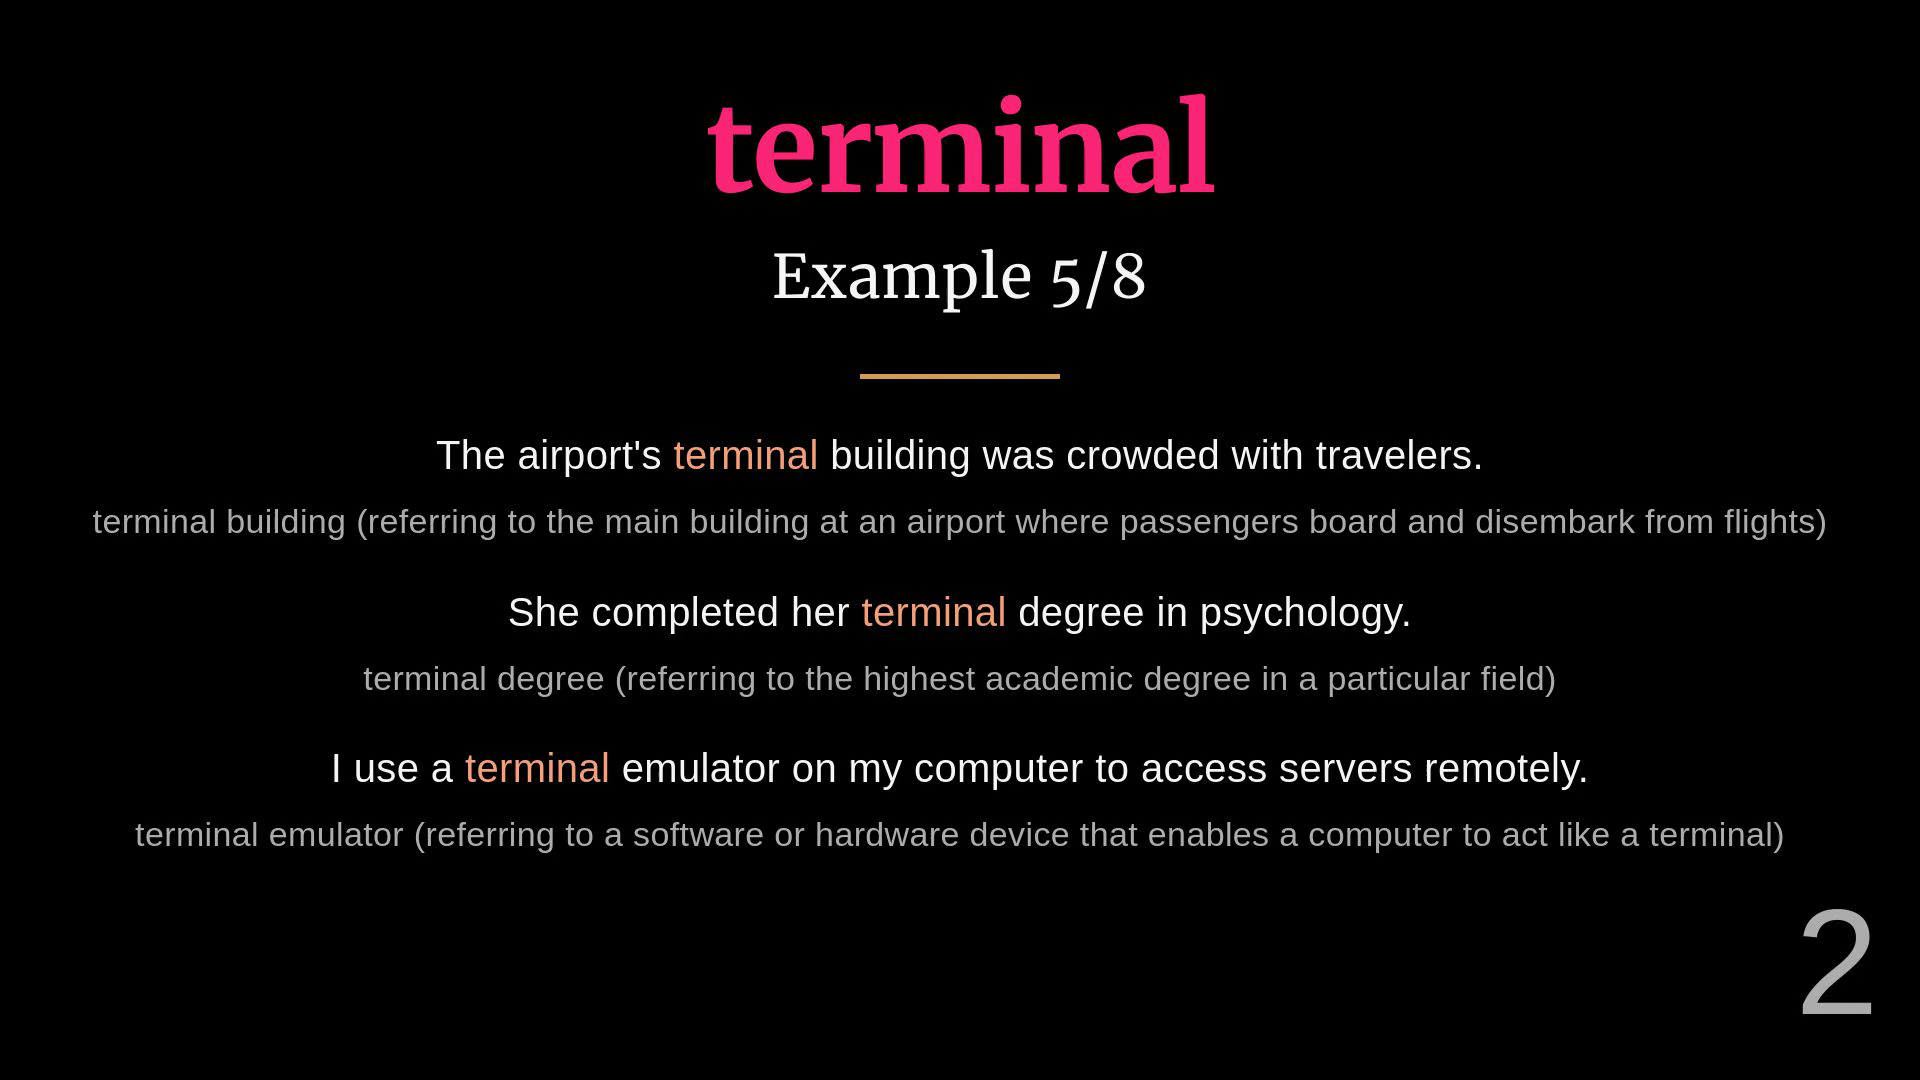 terminal
Example 5/8
The airport's terminal building was crowded with travelers.
terminal building (referring to the main building at an airport where passengers board and disembark from flights)
She completed her terminal degree in psychology.
terminal degree (referring to the highest academic degree in a particular field)
I use a terminal emulator on my computer to access servers remotely.
terminal emulator (referring to a software or hardware device that enables a computer to act like a terminal)
2